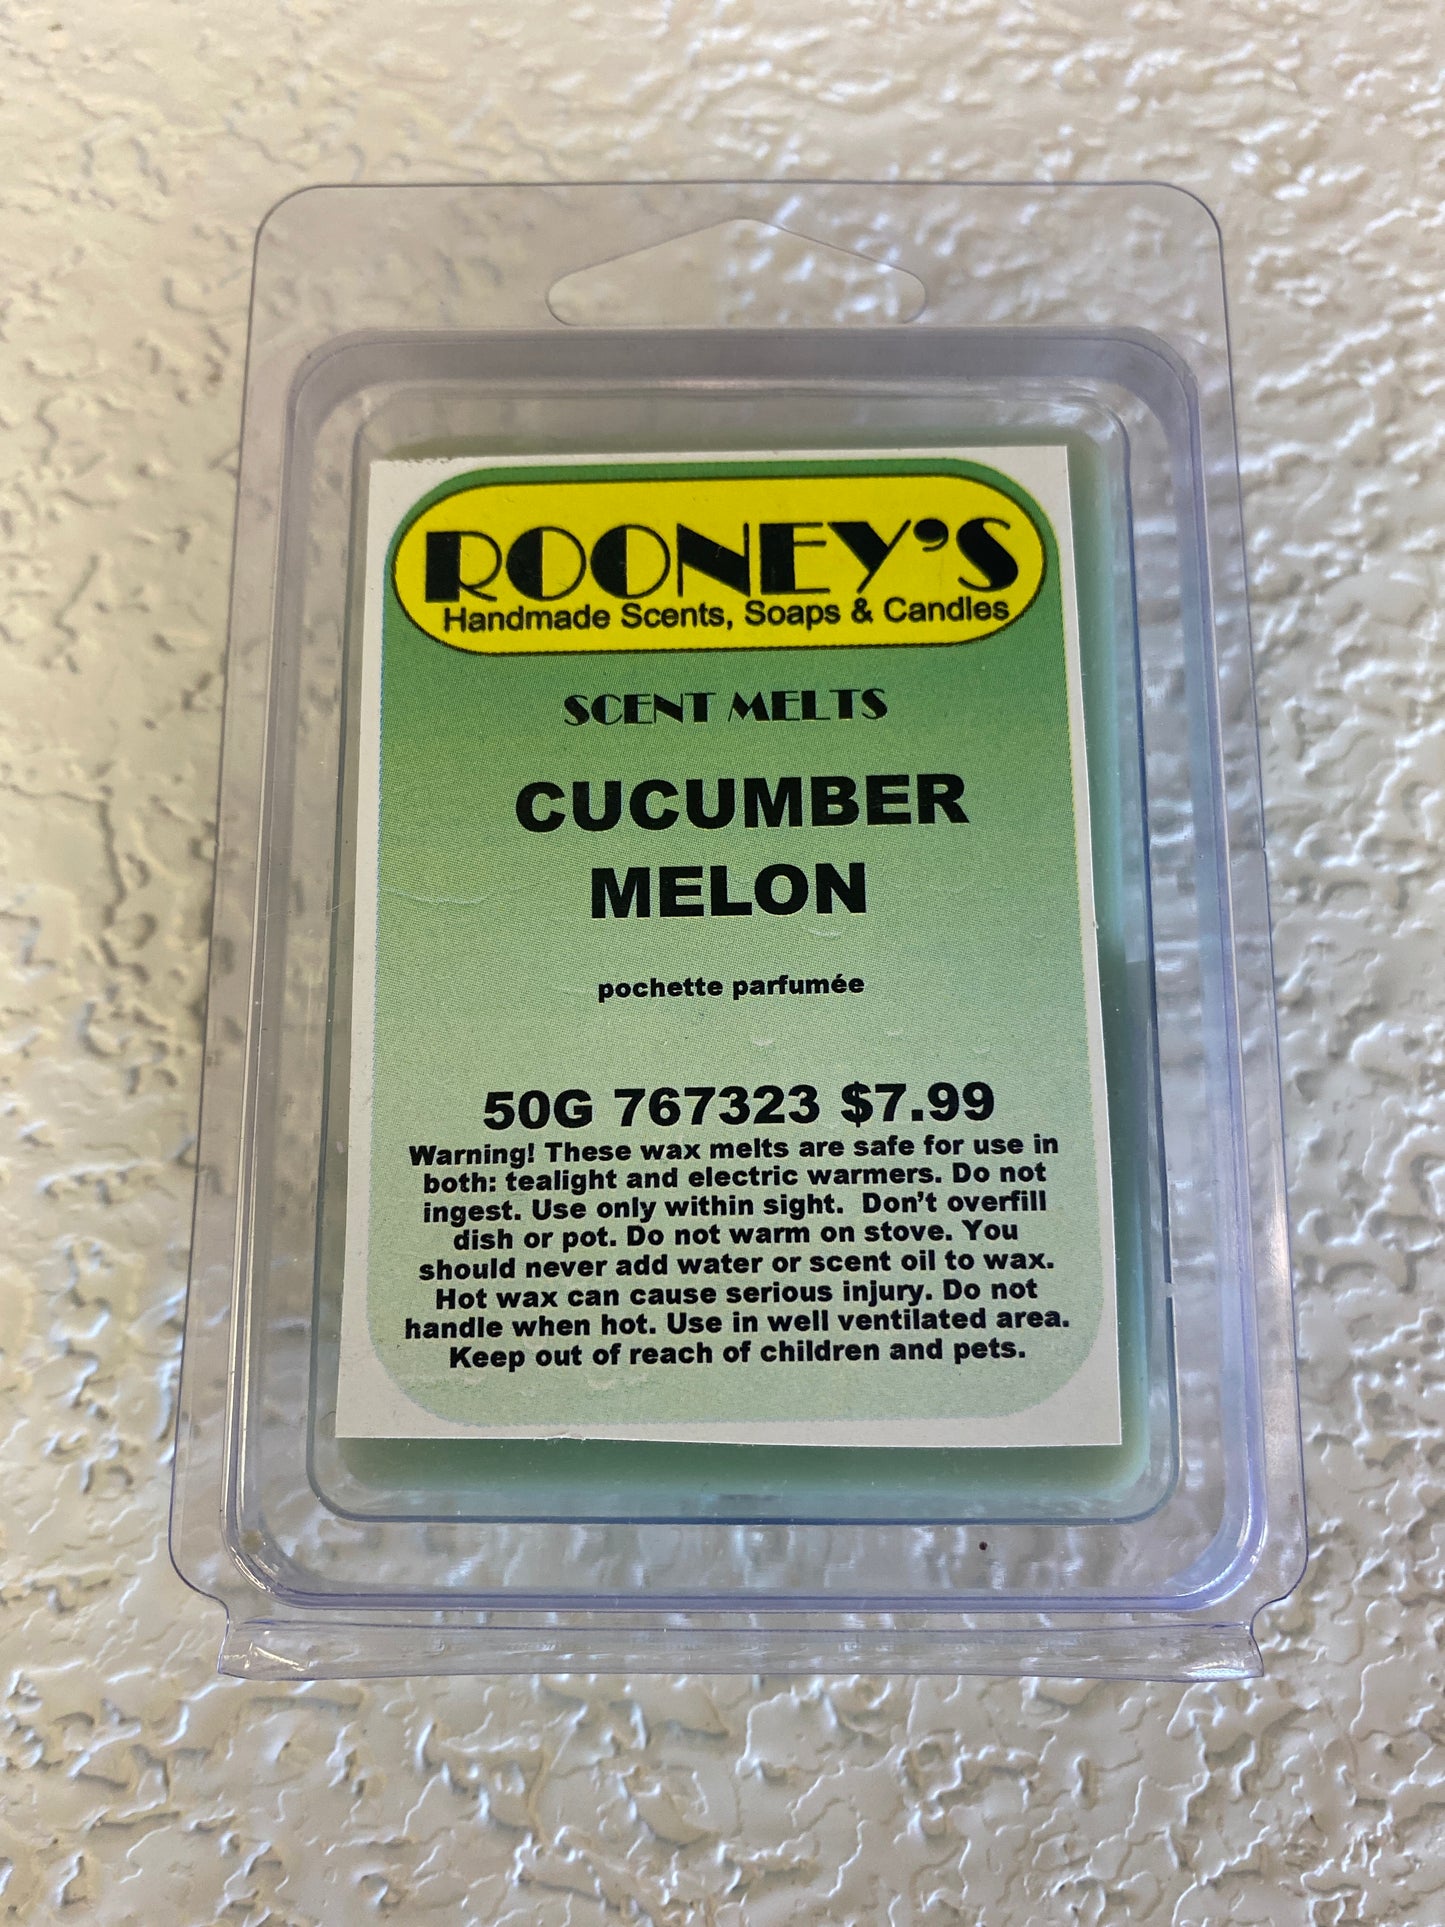 ROONEY'S
Handmade Scents, Soaps & Candles
SCENT MELTS
CUCUMBER
MELON
pochette parfumée
50G 767323 $7.99
Warning! These wax melts are safe for use in
both: tealight and electric warmers. Do not
ingest. Use only within sight.  Don't overfill
dish or pot. Do not warm on stove. You
should never add water or scent oil to wax.
Hot wax can cause serious injury. Do not
handle when hot. Use in well ventilated area.
Keep out of reach of children and pets.